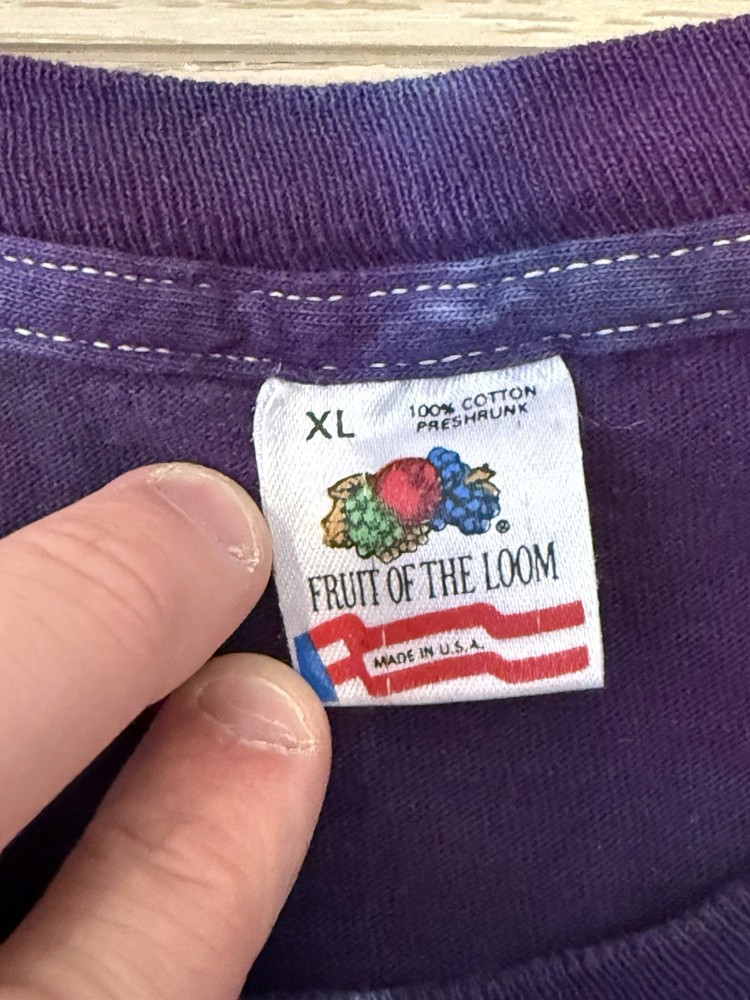 XL
100% COTTON
PRESHRUNK
®
FRUIT OF THE LOOM
MADE IN U.S.A.